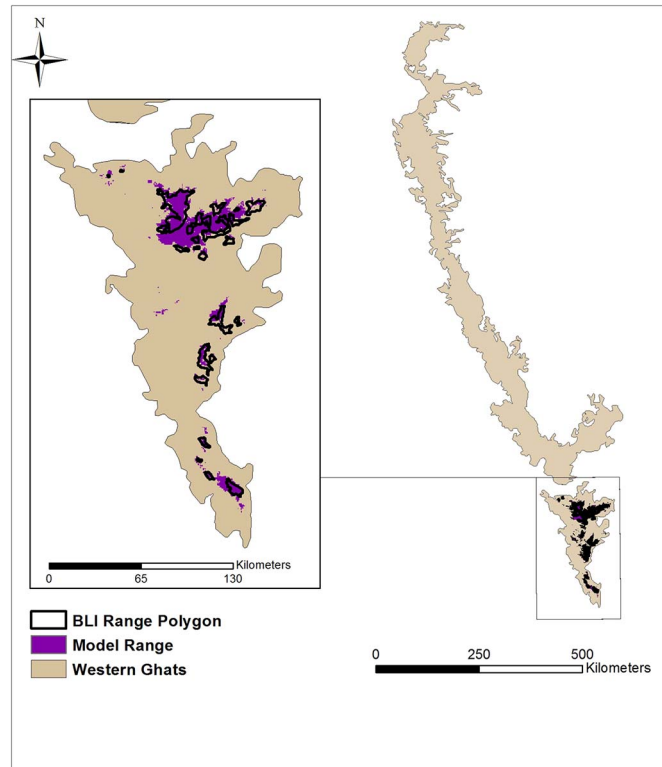 N
Kilometers
0 65 130
BLI Range Polygon
Model Range
Western Ghats
0 250 500
Kilometers